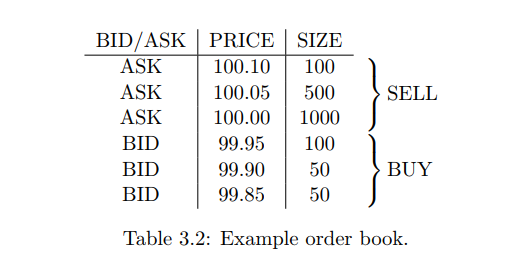 BID/ASK PRICE SIZE
ASK 100.10 100
ASK 100.05 500 SELL
ASK 100.00 1000
BID 99.95 100
BID 99.90 50 BUY
BID 99.85 50
Table 3.2: Example order book.